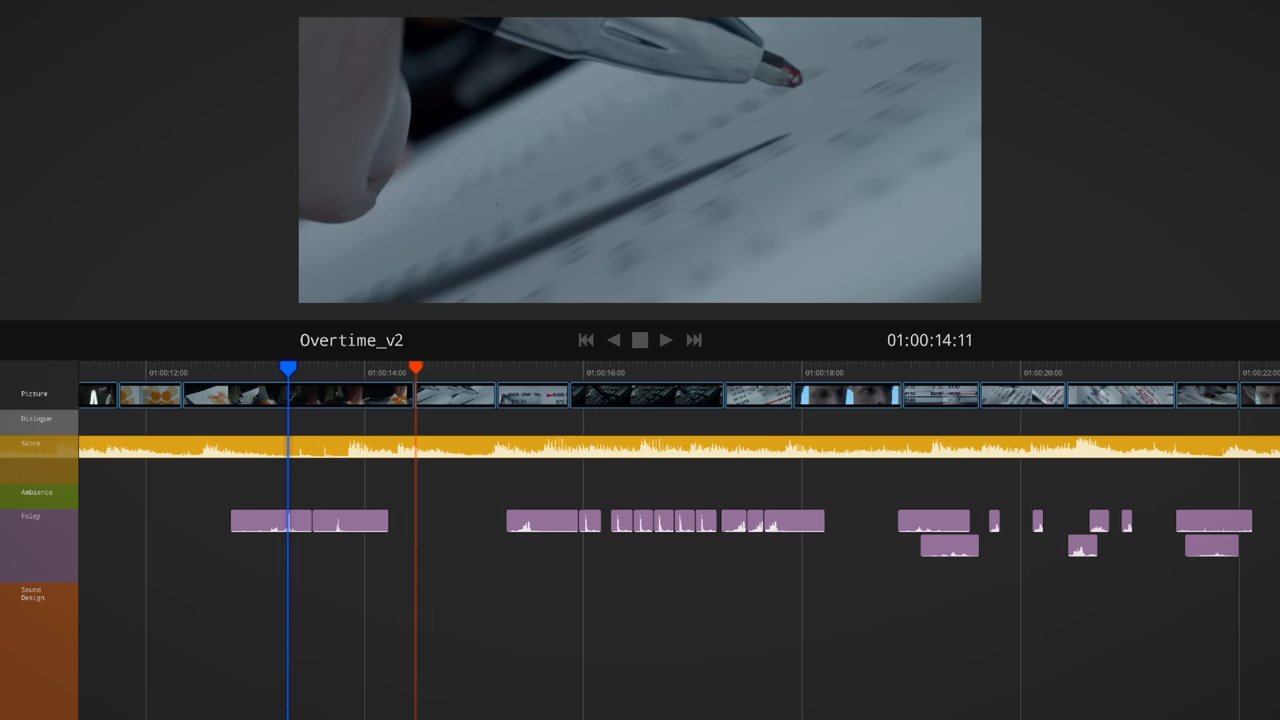 Overtime_v2
01:00:14:11
01:00:12:00
01:00:14:00
01:00:16:00
01:00:18:00
01:00:20:00
01:00:22:00
Picture
Dialogue
Score
Ambience
Foley
Sound
Design